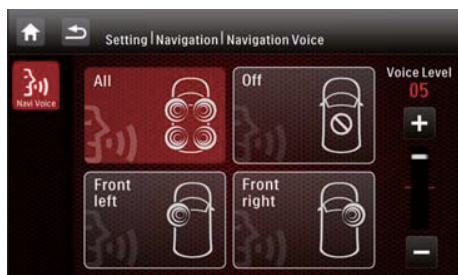 Setting | Navigation | Navigation Voice
Navi Voice
All
Off
Voice Level
05
+
Front
left
Front
right
-